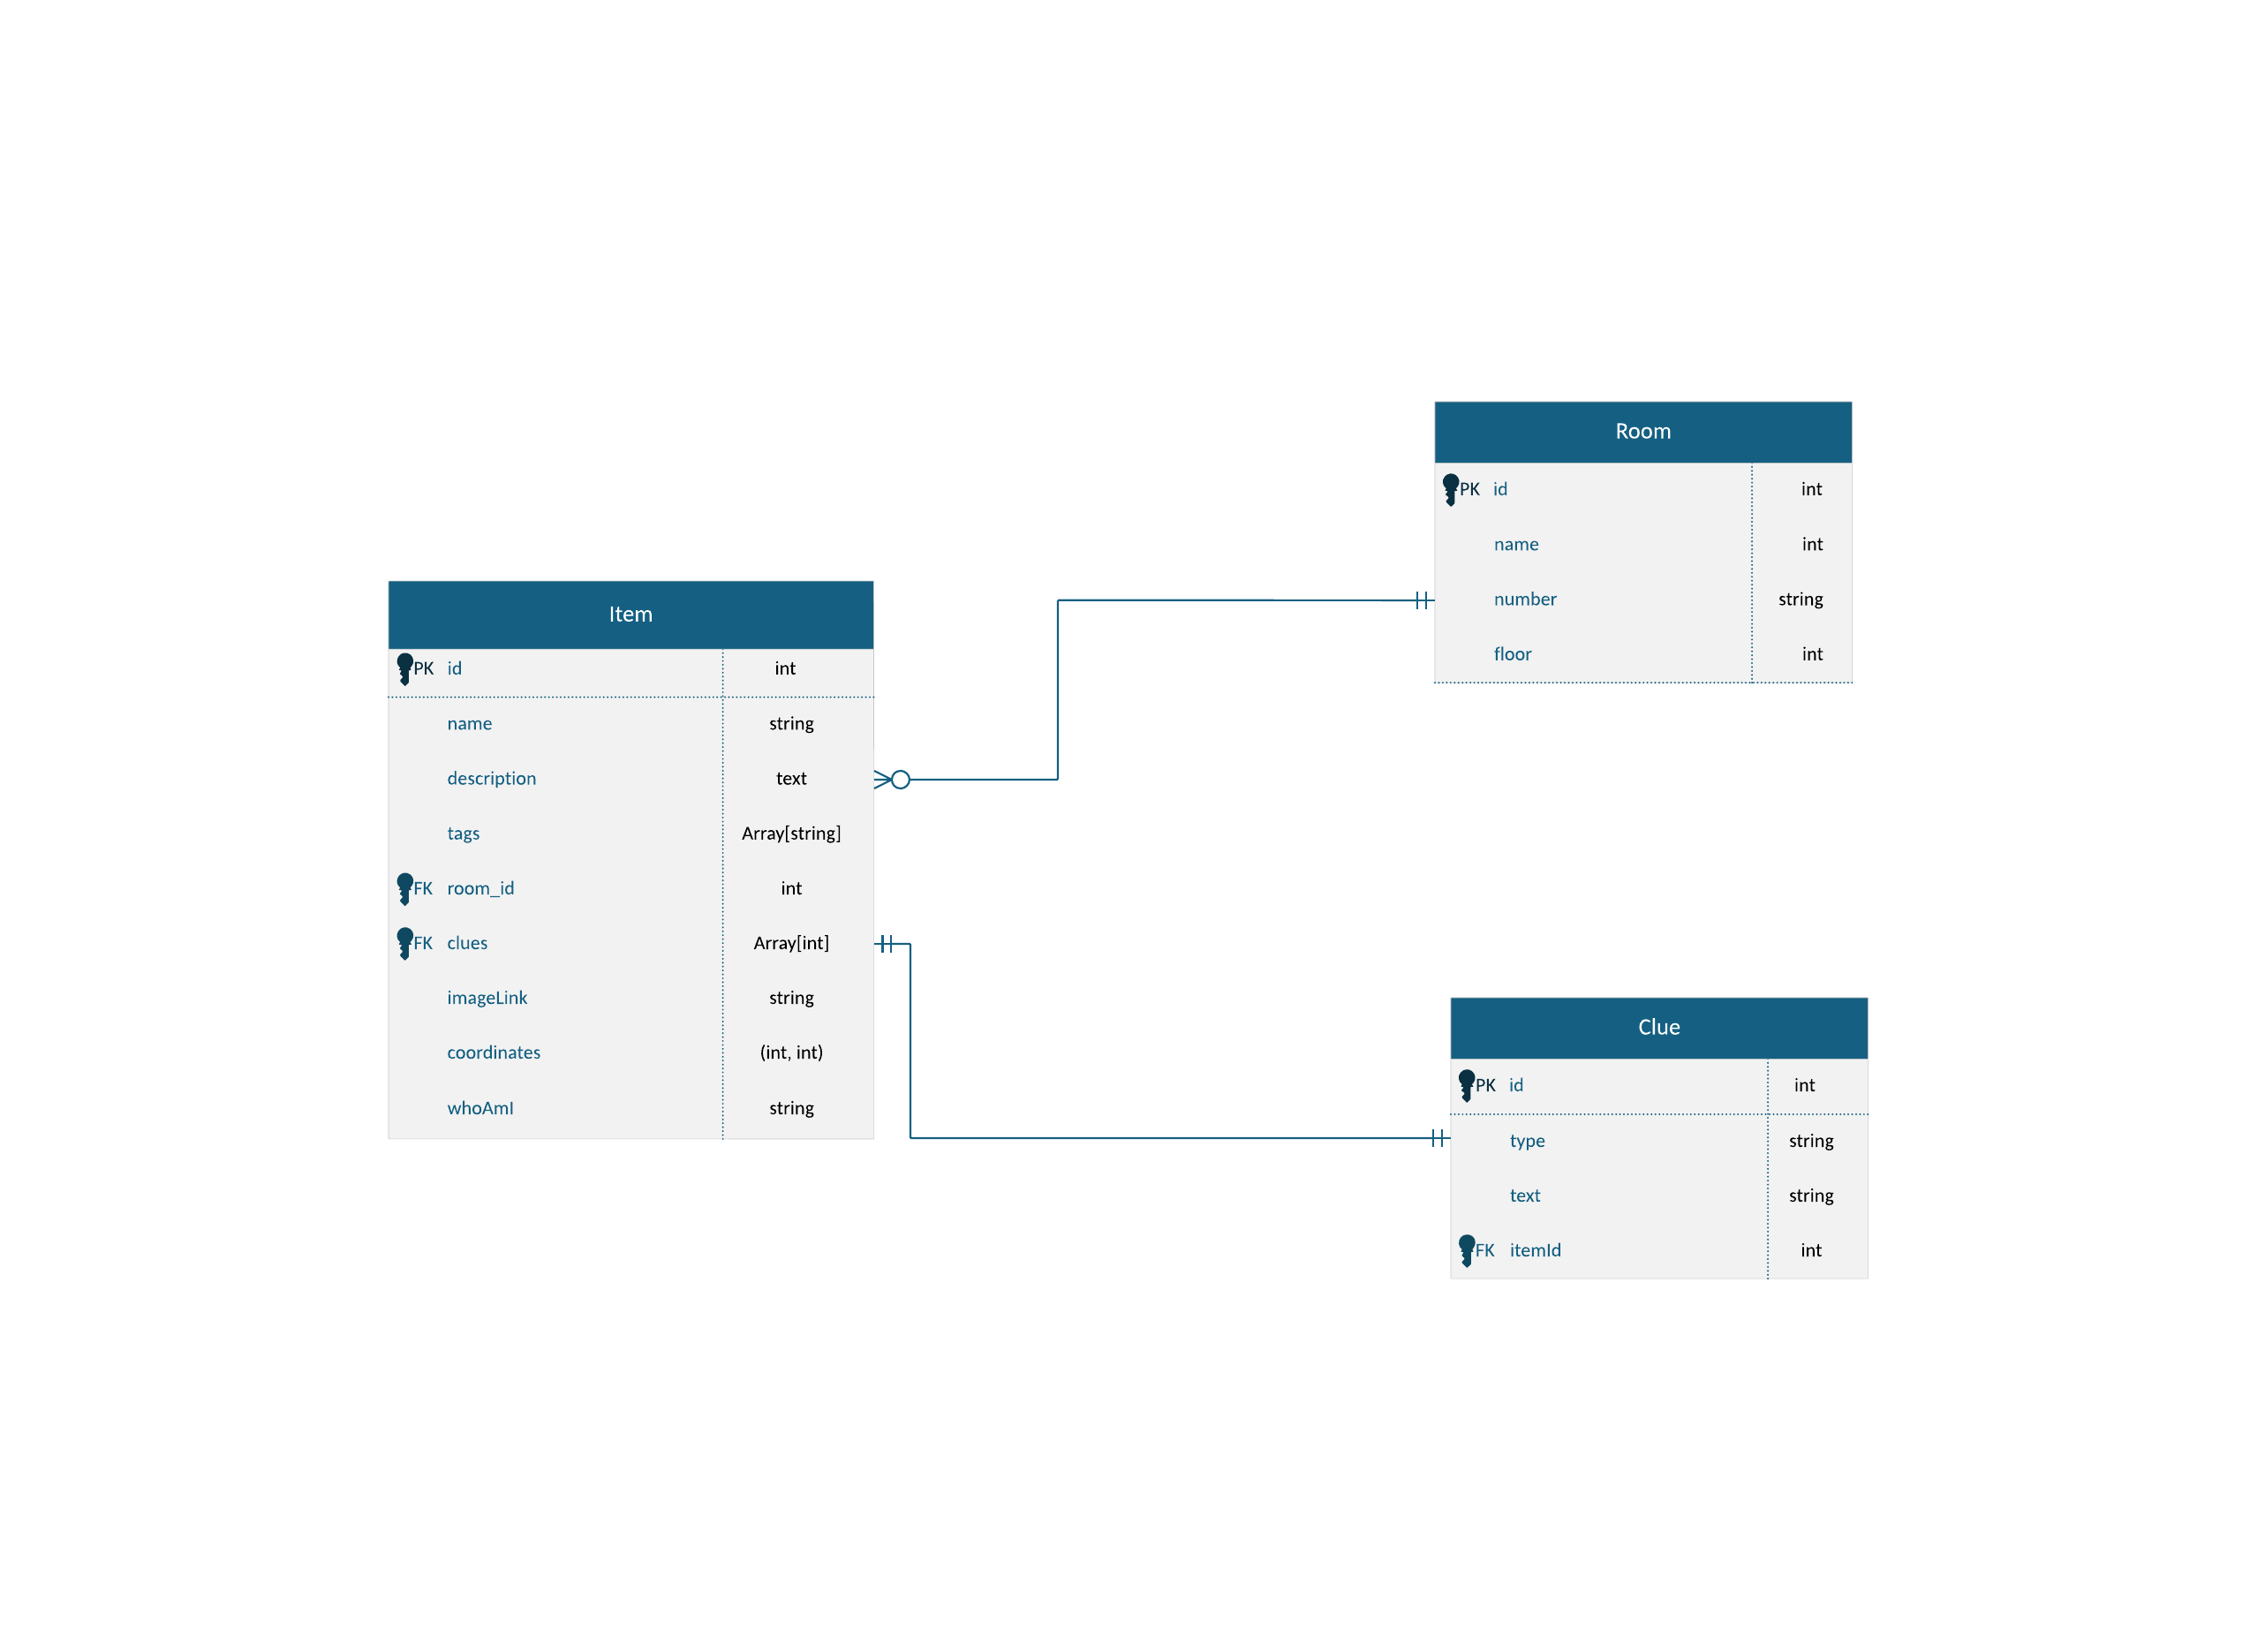 Item
PK id int
name string
description text
tags Array[string]
FK room_id int
FK clues Array[int]
imageLink string
coordinates (int, int)
whoAmI string
Room
PK id int
name int
number string
floor int
Clue
PK id int
type string
text string
FK itemId int